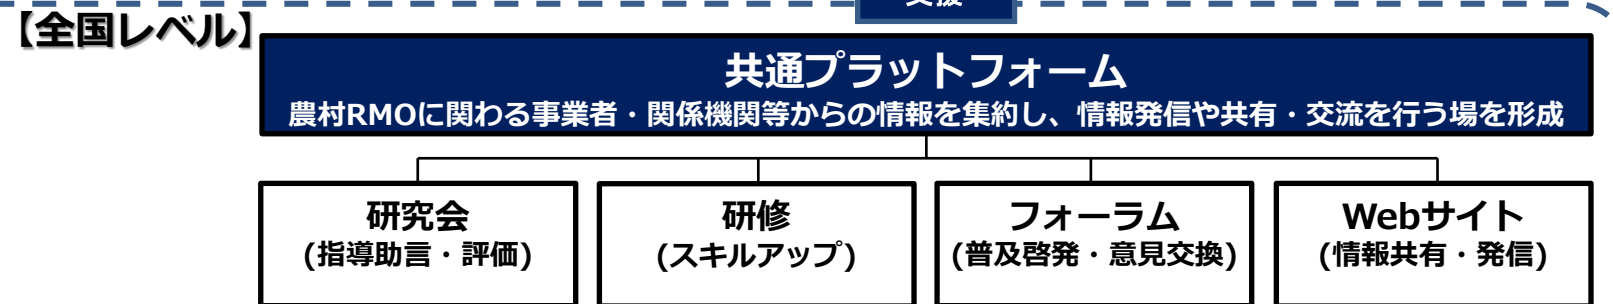 支援
【全国レベル】
共通プラットフォーム
農村RMOに関わる事業者・関係機関等からの情報を集約し、情報発信や共有・交流を行う場を形成
研究会
(指導助言・評価)
研修
(スキルアップ)
フォーラム
(普及啓発・意見交換)
Webサイト
(情報共有・発信)